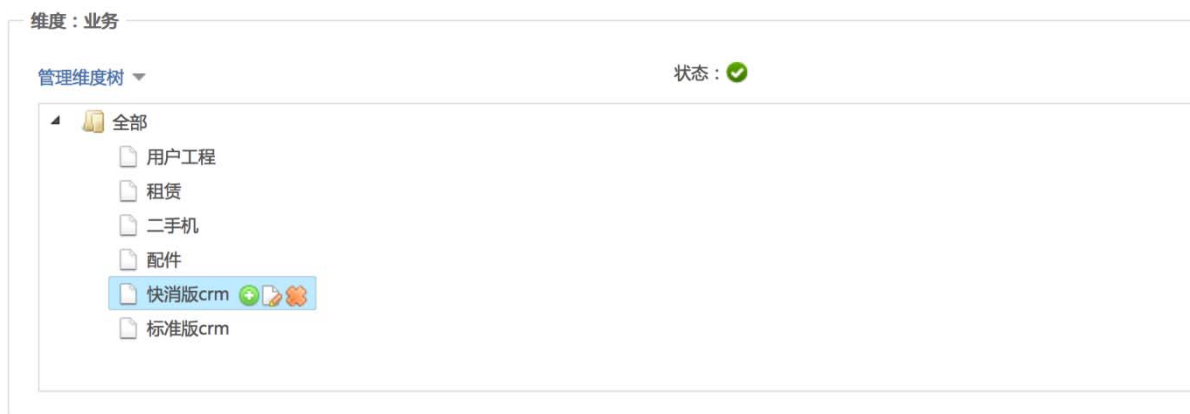 维度：业务
管理维度树
状态：
全部
用户工程
租赁
二手机
配件
快消版crm
标准版crm